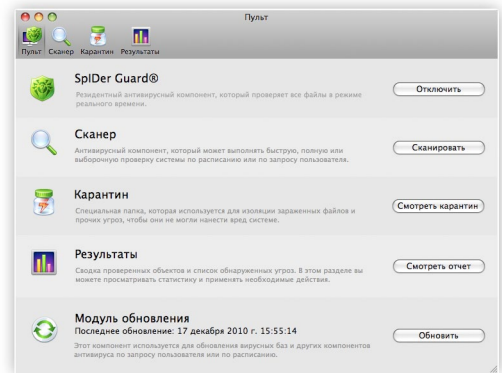 Пульт
Пульт Сканер Карантин Результаты
SpIDer Guard®
Резидентный антивирусный компонент, который проверяет все файлы в режиме
реального времени.
Отключить
Сканер
Антивирусный компонент, который может выполнять быструю, полную или
выборочную проверку системы по расписанию или по запросу пользователя.
Сканировать
Карантин
Специальная папка, которая используется для изоляции зараженных файлов и
прочих угроз, чтобы они не могли нанести вред системе.
Смотреть карантин
Результаты
Сводка проверенных объектов и список обнаруженных угроз. В этом разделе вы
можете просматривать статистику и применять необходимые действия.
Смотреть отчет
Модуль обновления
Последнее обновление: 17 декабря 2010 г. 15:55:14
Этот компонент используется для обновления вирусных баз и других компонентов
антивируса по запросу пользователя или по расписанию.
Обновить